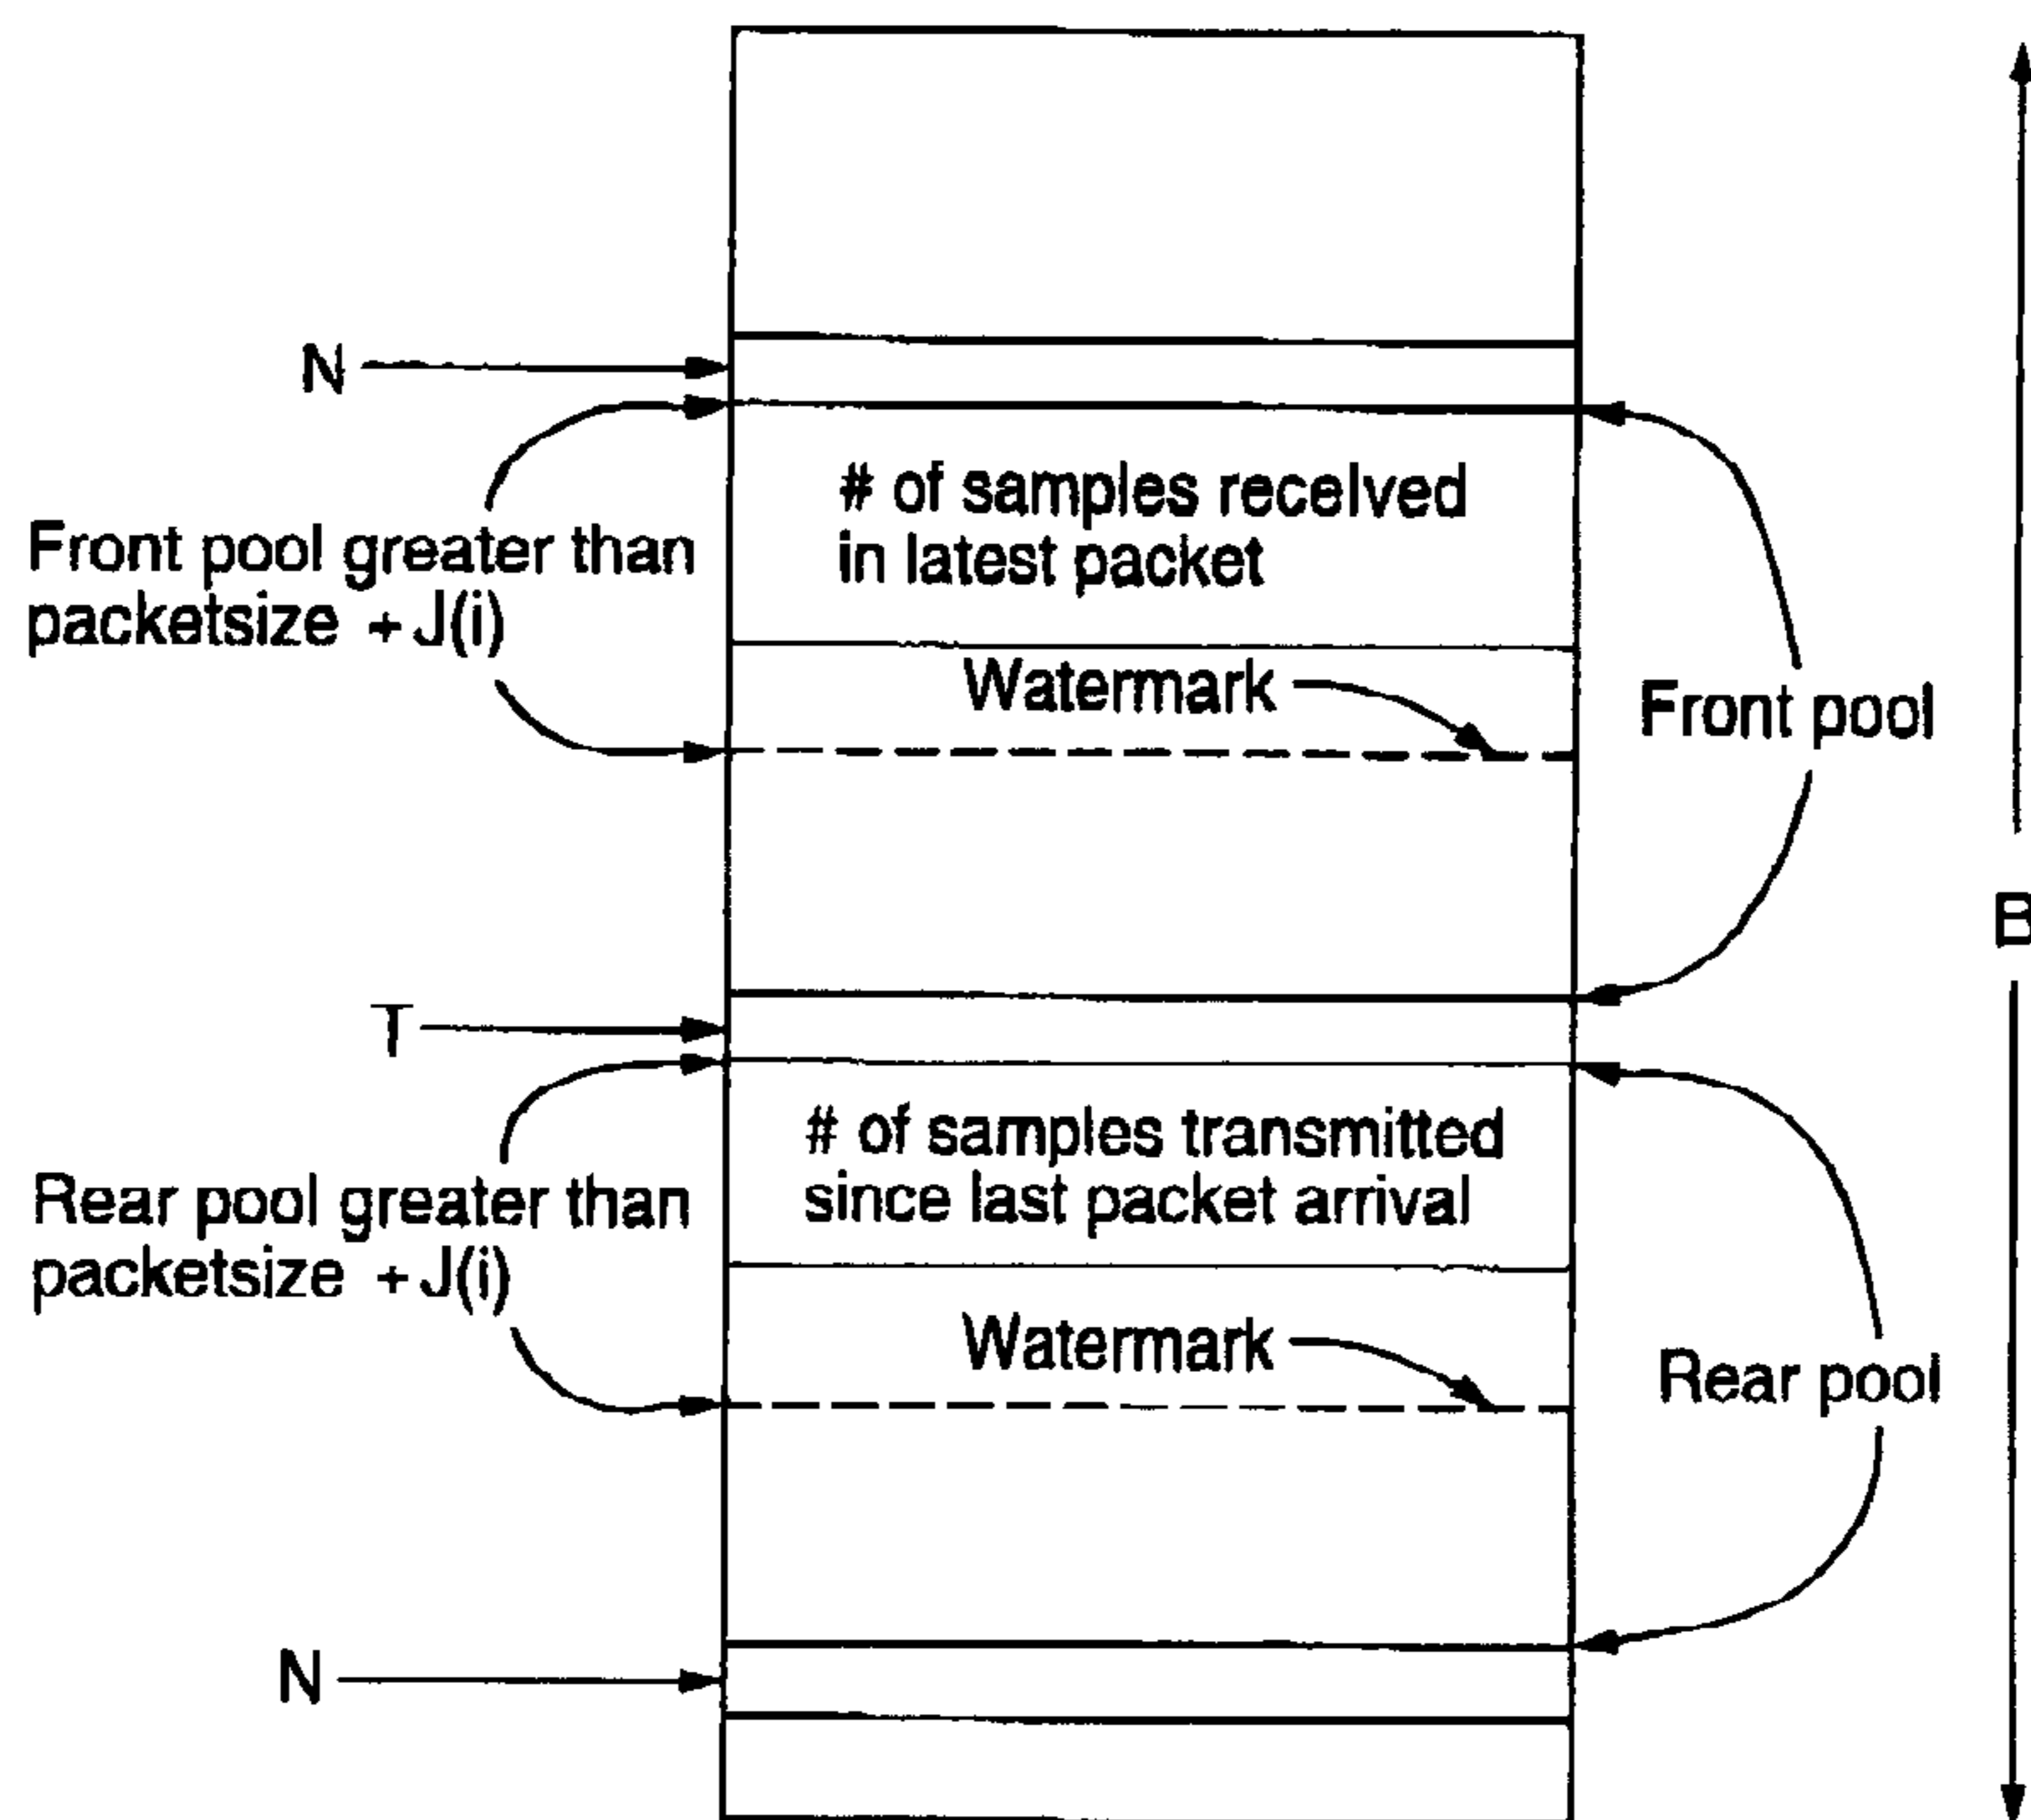 N
# of samples received
in latest packet
Front pool greater than
packetsize + J(i)
Watermark
Front pool
B
T
# of samples transmitted
since last packet arrival
Rear pool greater than
packetsize + J(i)
Watermark
Rear pool
N